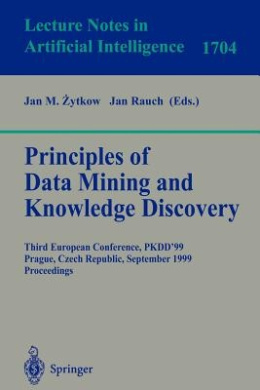 Lecture Notes in
Artificial Intelligence 1704
Jan M. Żytkow Jan Rauch (Eds.)
Principles of
Data Mining and
Knowledge Discovery
Third European Conference, PKDD'99
Prague, Czech Republic, September 1999
Proceedings
Springer